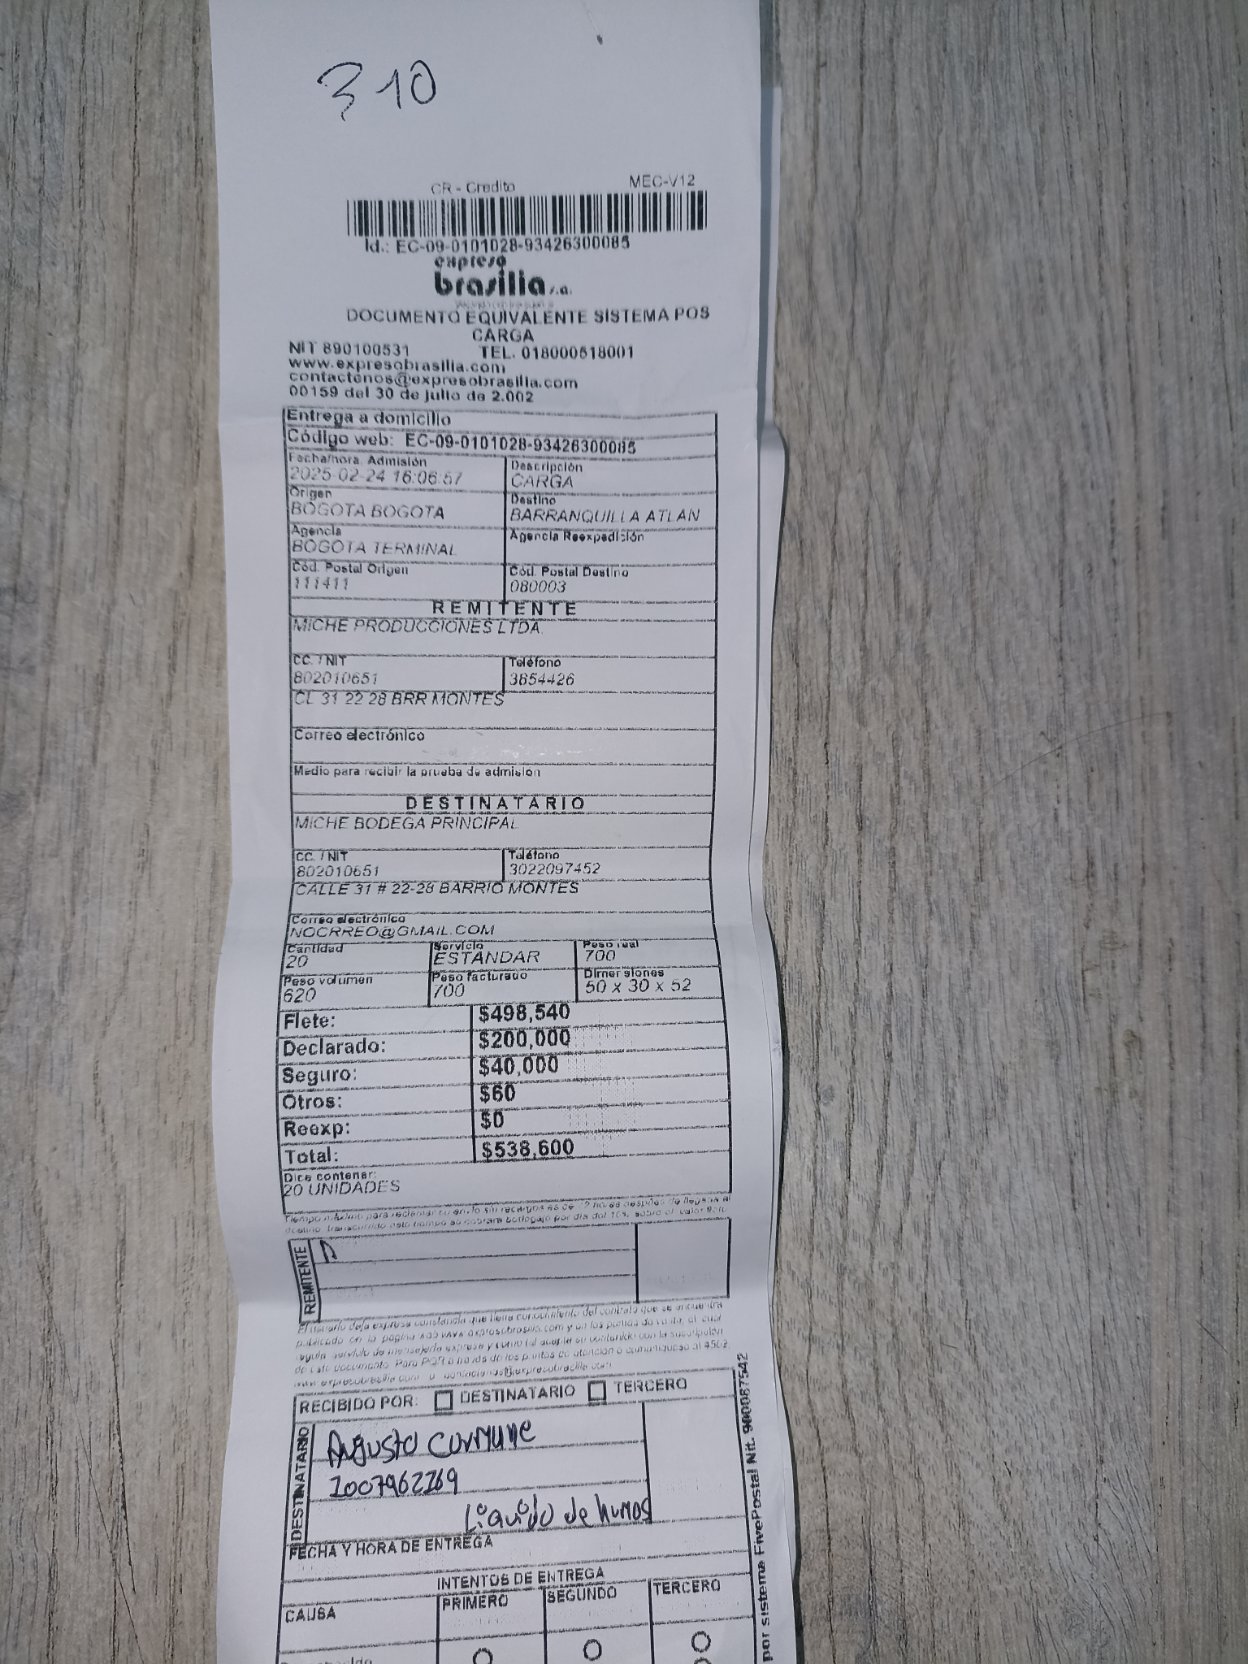 310
CR - Credito MEC-V12
Id.: EC-09-0101028-93426300085
expreso
brasilia s.a.
DOCUMENTO EQUIVALENTE SISTEMA POS
CARGA
NIT 890100531 TEL. 018000518001
www.expresobrasilia.com
contactenos@expresobrasilia.com
00159 del 30 de julio de 2.002
Entrega a domicilio
Código web: EC-09-0101028-93426300085
Fecha/hora. Admisión Descripción
2025-02-24 16:06:57 CARGA
Origen Destino
BOGOTA BOGOTA BARRANQUILLA ATLAN
Agencia Agencia Reexpedición
BOGOTA TERMINAL
Cód. Postal Origen Cód. Postal Destino
111411 080003
REMITENTE
MICHE PRODUCCIONES LTDA.
CC. / NIT Teléfono
802010651 3854426
CL 31 22 28 BRR MONTES
Correo electrónico
Medio para recibir la prueba de admision
DESTINATARIO
MICHE BODEGA PRINCIPAL
CC. / NIT Teléfono
802010651 3022097452
CALLE 31 # 22-28 BARRIO MONTES
Correo electrónico
NOCRREO@GMAIL.COM
Cantidad Servicio Peso real
20 ESTANDAR 700
Peso volumen Peso facturado Dimensiones
620 700 50 x 30 x 52
Flete: $498,540
Declarado: $200,000
Seguro: $40,000
Otros: $60
Reexp: $0
Total: $538,600
Dice contener:
20 UNIDADES
REMITENTE
RECIBIDO POR: DESTINATARIO TERCERO
DESTINATARIO
Augusto
1007962269
Liquido de humos
FECHA Y HORA DE ENTREGA
INTENTOS DE ENTREGA
CAUSA PRIMERO SEGUNDO TERCERO
por sistema FivePostal Nit. 900087542